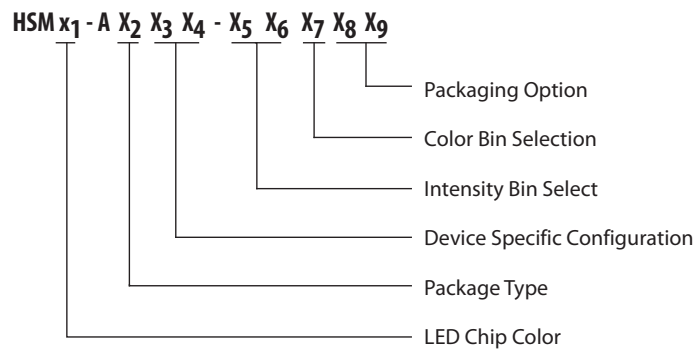 HSM x1 - A X2 X3 X4 - X5 X6 X7 X8 X9
Packaging Option
Color Bin Selection
Intensity Bin Select
Device Specific Configuration
Package Type
LED Chip Color